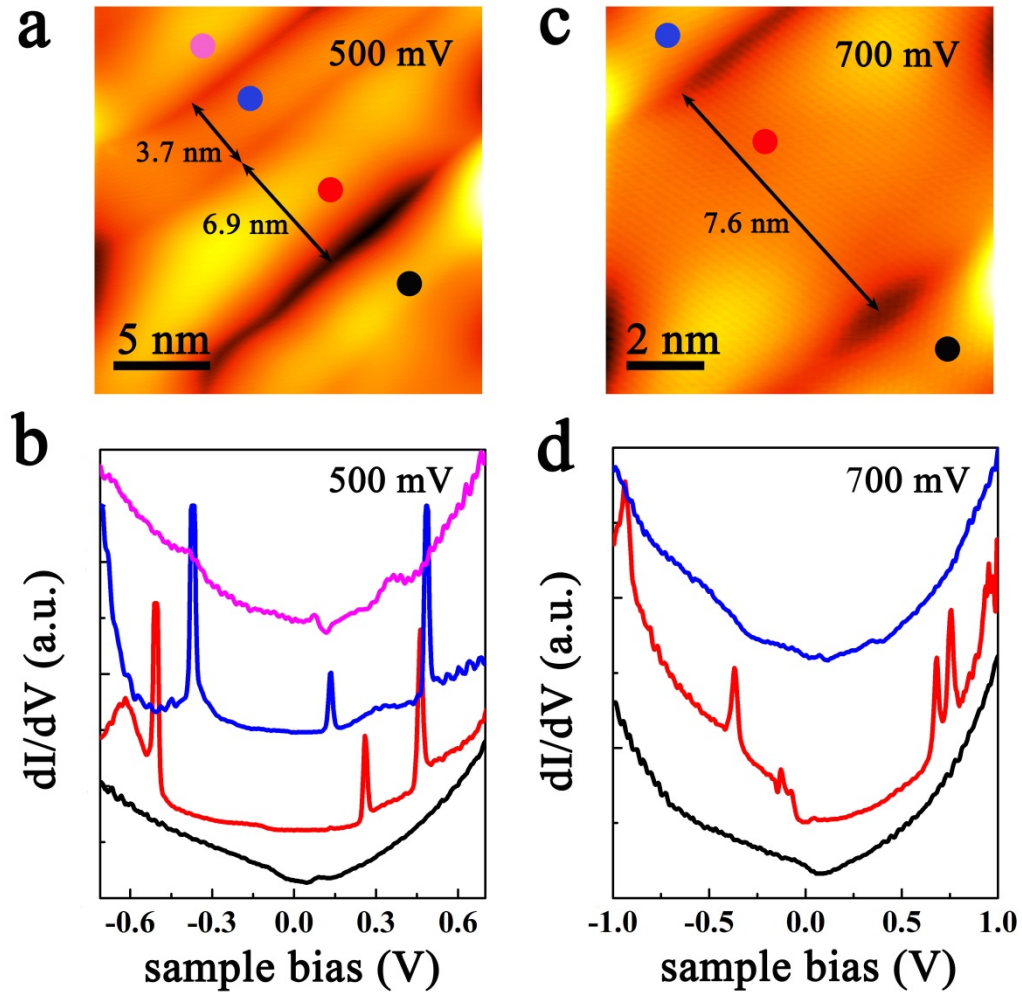 a
500 mV
3.7 nm
6.9 nm
5 nm
c
700 mV
7.6 nm
2 nm
b
500 mV
dI/dV (a.u.)
-0.6 -0.3 0.0 0.3 0.6
sample bias (V)
d
700 mV
dI/dV (a.u.)
-1.0 -0.5 0.0 0.5 1.0
sample bias (V)